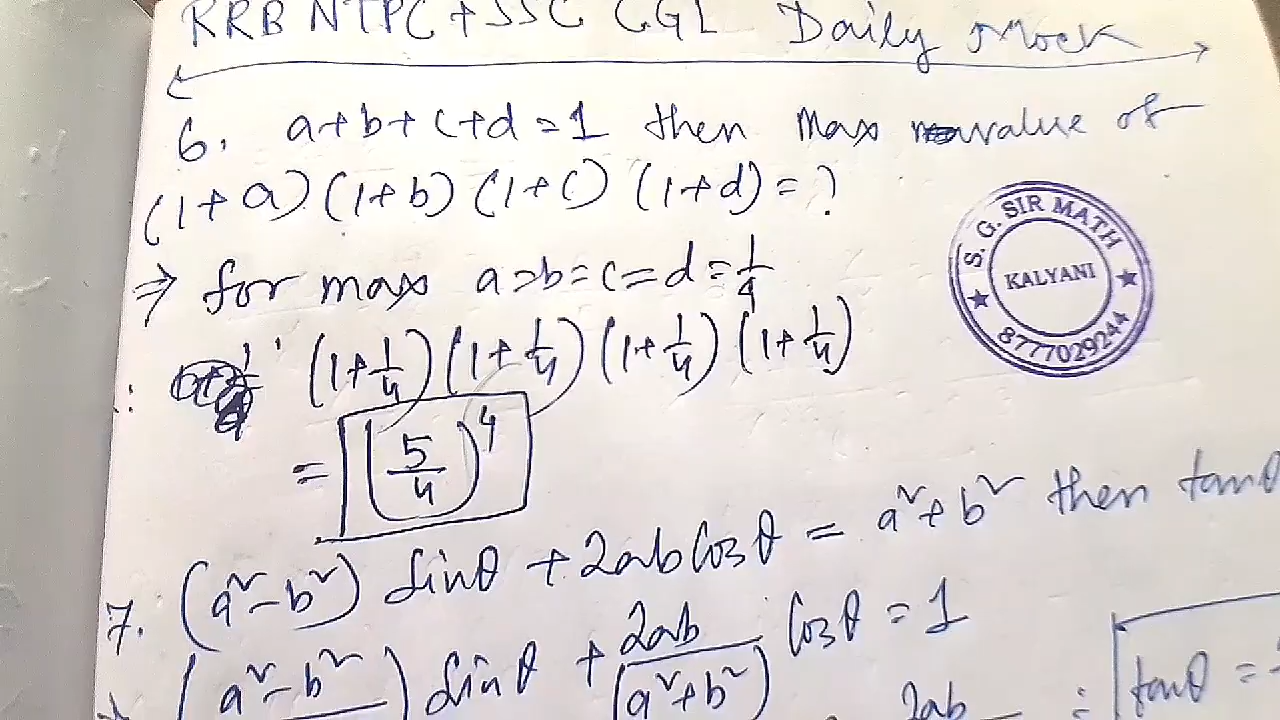 RRB NTPC + SSC CGL Daily Mock
6. a+b+c+d=1 then Max value of
(1+a) (1+b) (1+c) (1+d) = ?
⇒ for max a=b=c=d=1/4
∴ (1+1/4) (1+1/4) (1+1/4) (1+1/4)
= (5/4)^4
S. G. SIR MATH
KALYANI
8777029244
7. (a²-b²) sinθ + 2ab cosθ = a²+b² then tanθ
(a²-b²) sinθ + 2ab/(a²+b²) cosθ = 1
2ab
tanθ =